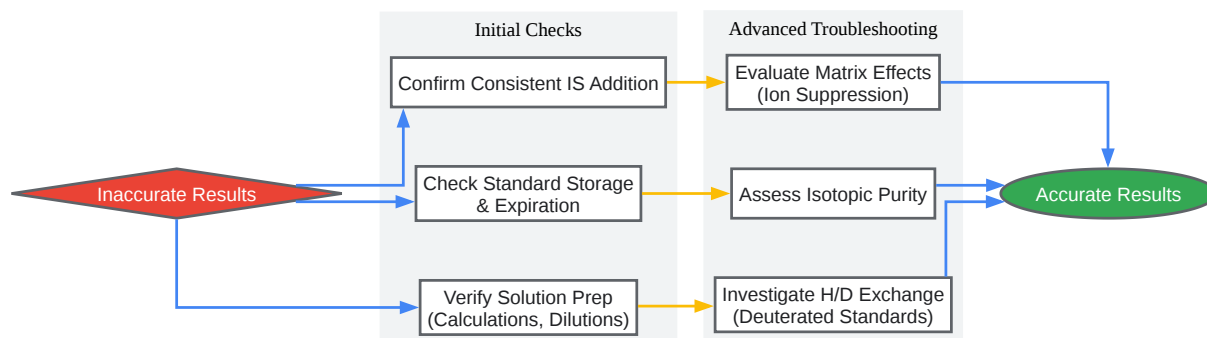 Initial Checks
Advanced Troubleshooting
Confirm Consistent IS Addition
Evaluate Matrix Effects
(Ion Suppression)
Inaccurate Results
Check Standard Storage
& Expiration
Assess Isotopic Purity
Accurate Results
Verify Solution Prep
(Calculations, Dilutions)
Investigate H/D Exchange
(Deuterated Standards)